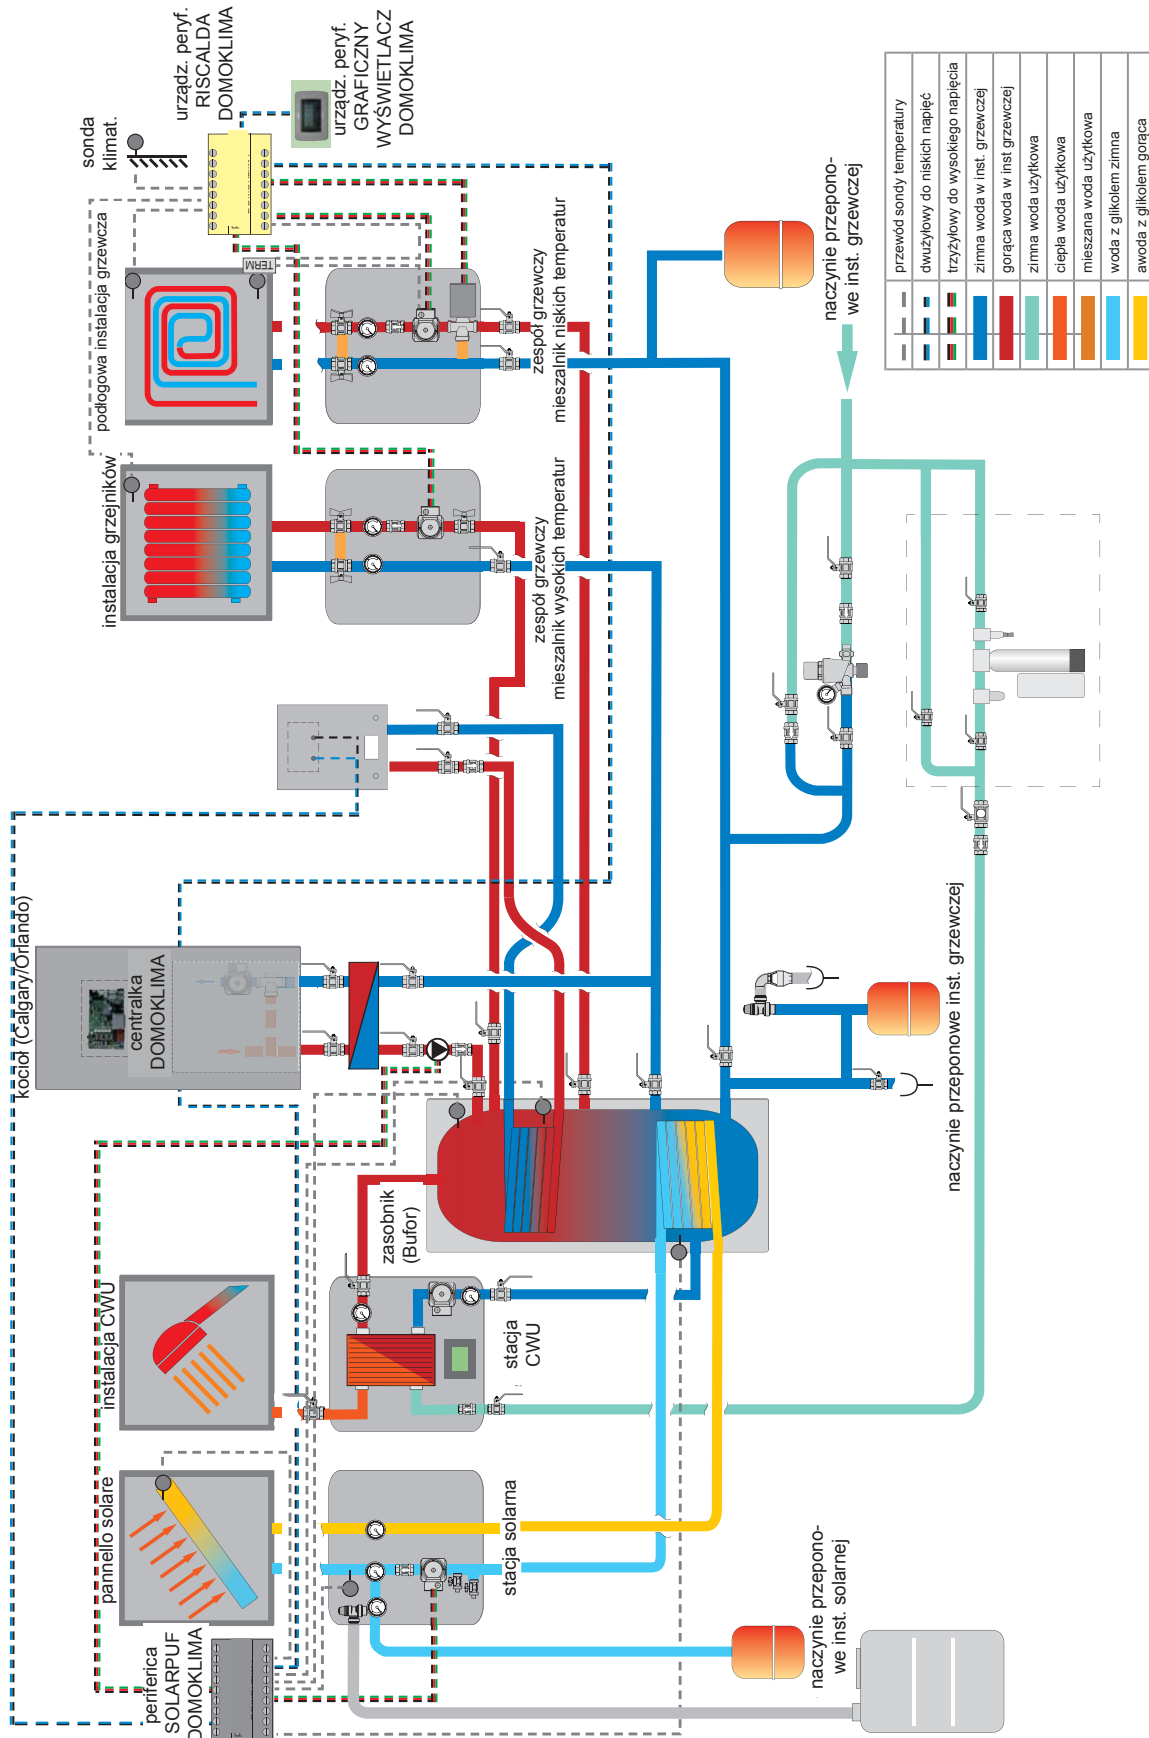 kocioł (Calgary/Orlando)
centralka
DOMOKLIMA
pannello solare
periferica
SOLARPUF
DOMOKLIMA
instalacja CWU
instalacja grzejników
podłogowa instalacja grzewcza
TERM
sonda
klimat.
urządz. peryf.
RISCALDA
DOMOKLIMA
urządz. peryf.
GRAFICZNY
WYŚWIETLACZ
DOMOKLIMA
stacja solarna
stacja
CWU
zasobnik
(Bufor)
zespół grzewczy
mieszalnik wysokich temperatur
zespół grzewczy
mieszalnik niskich temperatur
naczynie przepono-
we inst. solarnej
naczynie przeponowe inst. grzewczej
naczynie przepono-
we inst. grzewczej
przewód sondy temperatury
dwużyłowy do niskich napięć
trzyżyłowy do wysokiego napięcia
zimna woda w inst. grzewczej
gorąca woda w inst grzewczej
zimna woda użytkowa
ciepła woda użytkowa
mieszana woda użytkowa
woda z glikolem zimna
awoda z glikolem gorąca